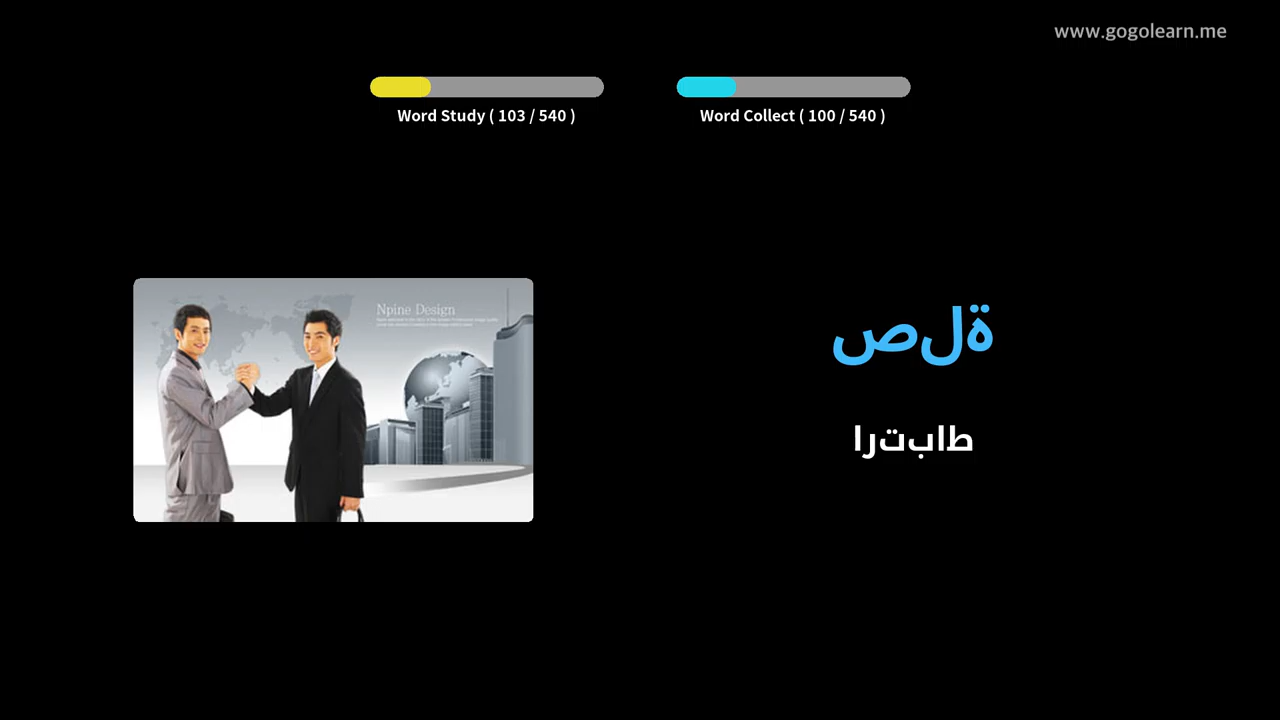 www.gogolearn.me
Word Study ( 103 / 540 )
Word Collect ( 100 / 540 )
Npine Design
صلة
ارتباط